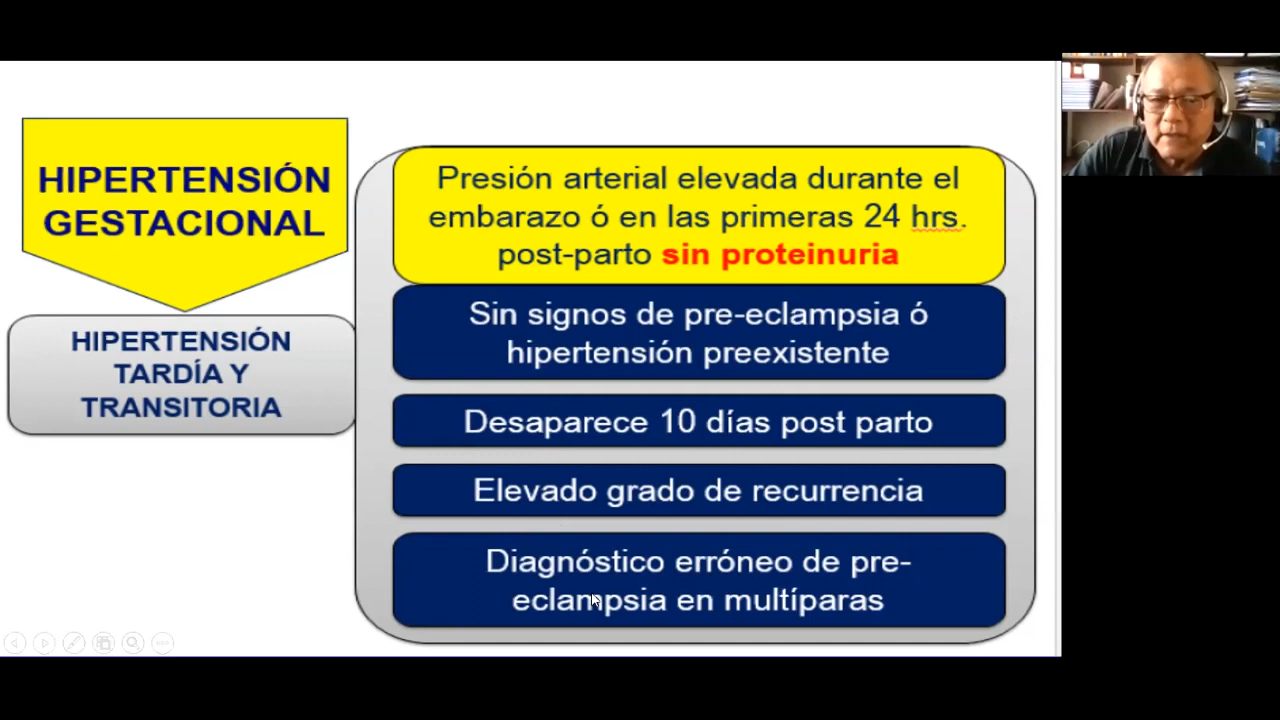 HIPERTENSIÓN
GESTACIONAL
HIPERTENSIÓN
TARDÍA Y
TRANSITORIA
Presión arterial elevada durante el
embarazo ó en las primeras 24 hrs.
post-parto sin proteinuria
Sin signos de pre-eclampsia ó
hipertensión preexistente
Desaparece 10 días post parto
Elevado grado de recurrencia
Diagnóstico erróneo de pre-
eclampsia en multíparas